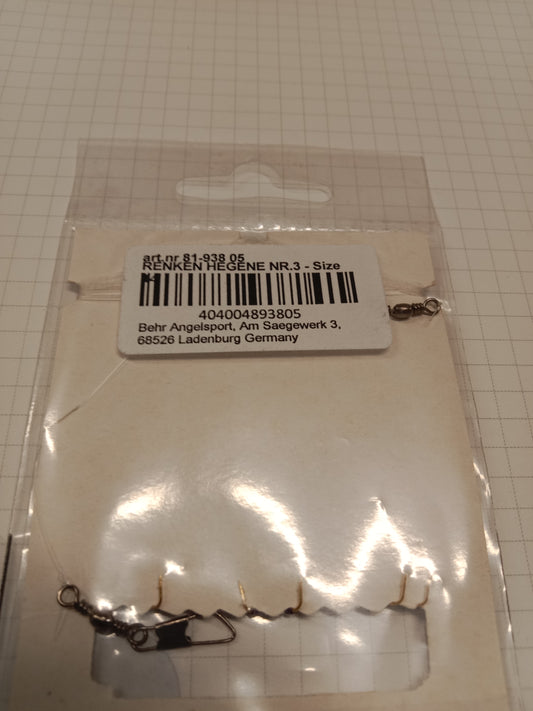 art.nr 81-938 05
RENKEN HEGENE NR.3 - Size
404004893805
Behr Angelsport, Am Saegewerk 3,
68526 Ladenburg Germany